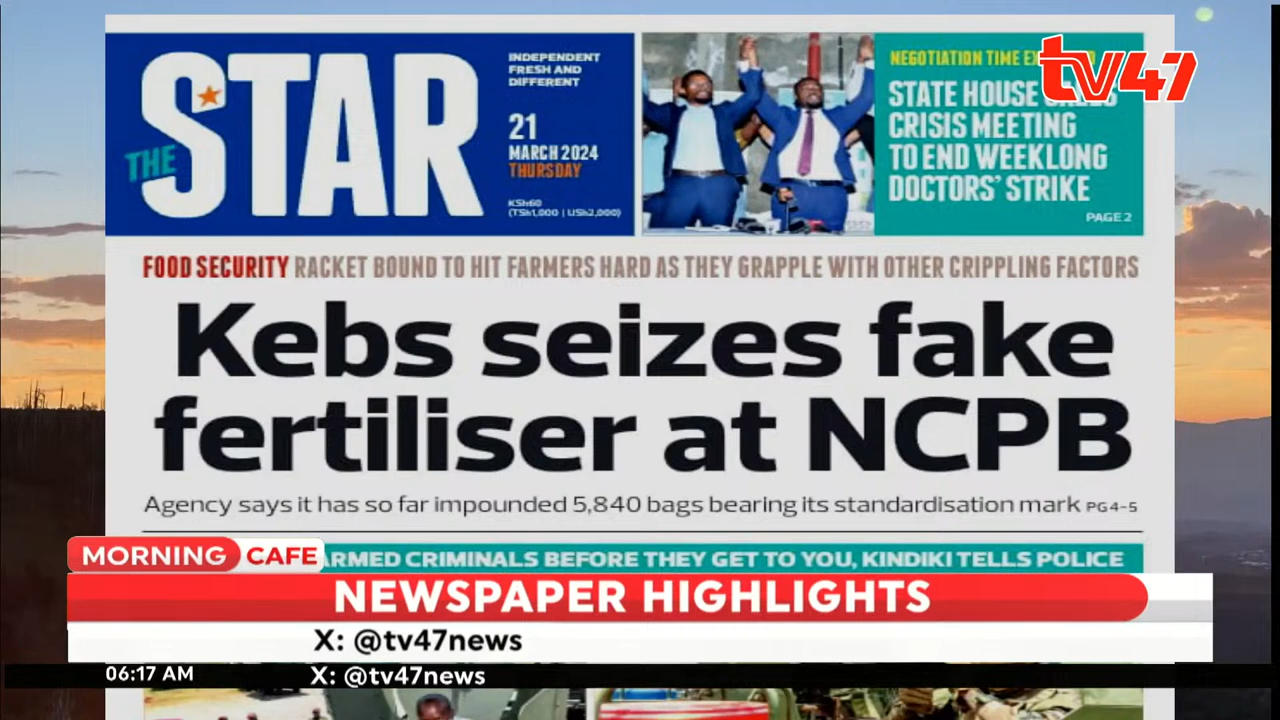 THE STAR
INDEPENDENT
FRESH AND
DIFFERENT
21
MARCH 2024
THURSDAY
KSh60
(TSh1,000 | USh2,000)
NEGOTIATION TIME
STATE HOUSE
CRISIS MEETING
TO END WEEKLONG
DOCTORS' STRIKE
PAGE 2
tv47
FOOD SECURITY RACKET BOUND TO HIT FARMERS HARD AS THEY GRAPPLE WITH OTHER CRIPPLING FACTORS
Kebs seizes fake
fertiliser at NCPB
Agency says it has so far impounded 5,840 bags bearing its standardisation mark PG 4-5
ARMED CRIMINALS BEFORE THEY GET TO YOU, KINDIKI TELLS POLICE
MORNING CAFE
NEWSPAPER HIGHLIGHTS
X: @tv47news
06:17 AM
X: @tv47news